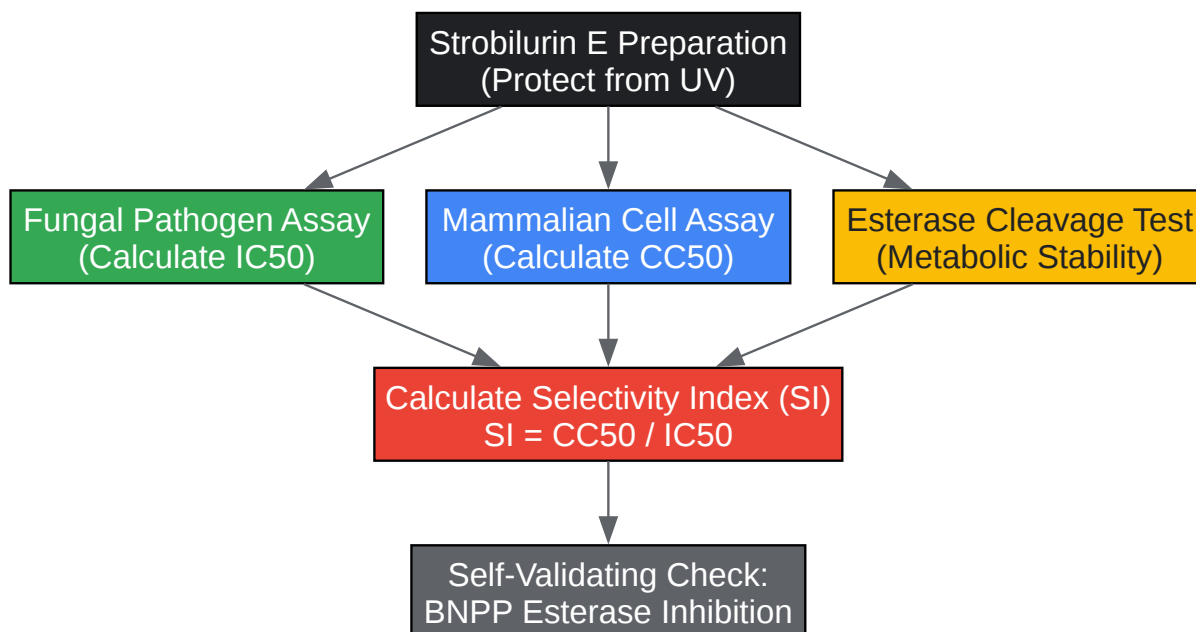 Strobilurin E Preparation
(Protect from UV)
Fungal Pathogen Assay
(Calculate IC50)
Mammalian Cell Assay
(Calculate CC50)
Esterase Cleavage Test
(Metabolic Stability)
Calculate Selectivity Index (SI)
SI = CC50 / IC50
Self-Validating Check:
BNPP Esterase Inhibition